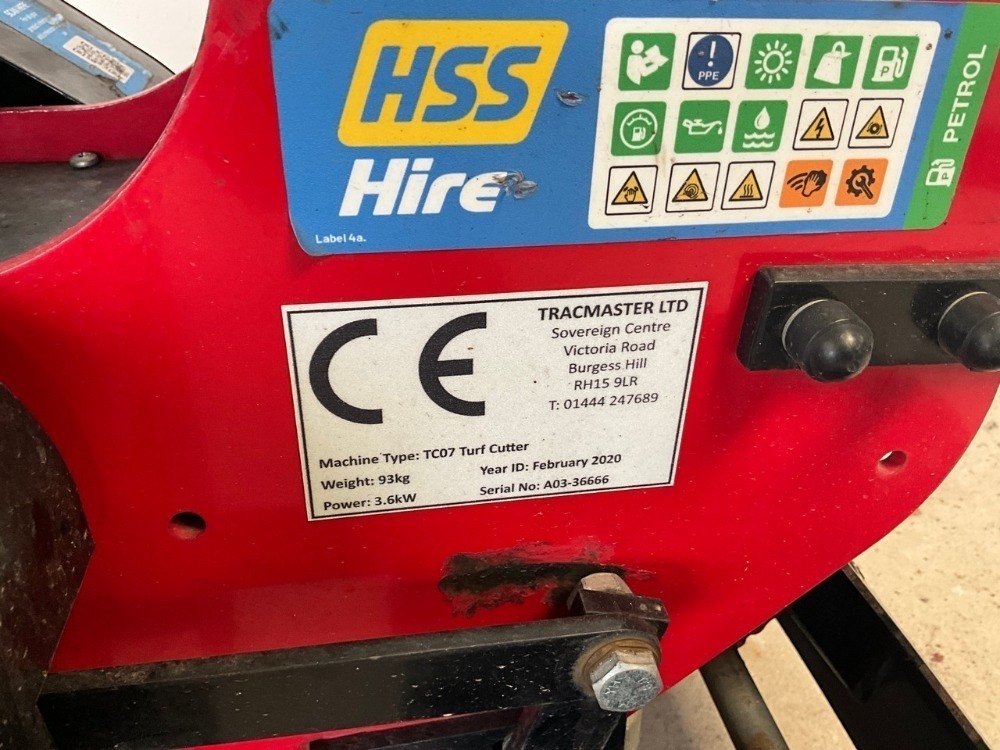 HSS
Hire
Label 4a.
PPE
P
PETROL
P
CE
TRACMASTER LTD
Sovereign Centre
Victoria Road
Burgess Hill
RH15 9LR
T: 01444 247689
Machine Type: TC07 Turf Cutter
Weight: 93kg
Year ID: February 2020
Power: 3.6kW
Serial No: A03-36666